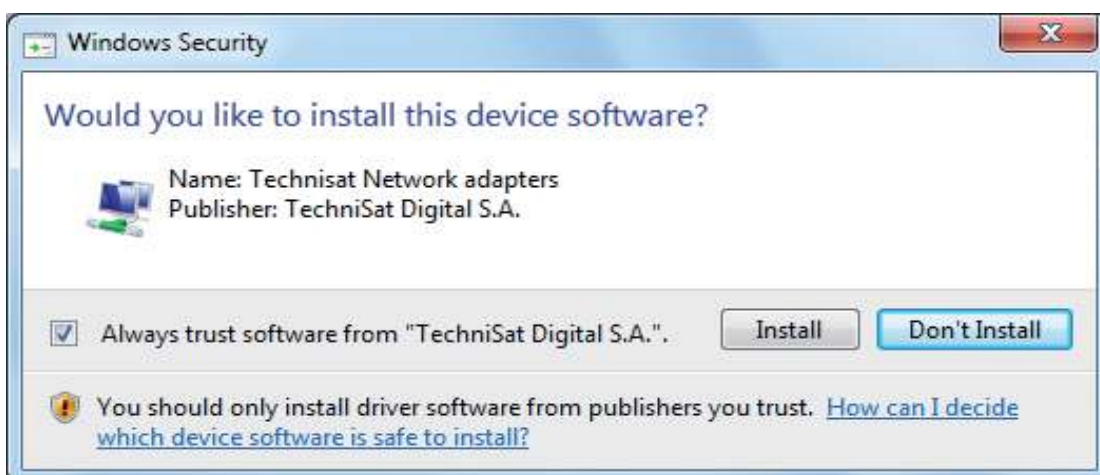 Windows Security
Would you like to install this device software?
Name: Technisat Network adapters
Publisher: TechniSat Digital S.A.
Always trust software from "TechniSat Digital S.A.".
Install
Don't Install
You should only install driver software from publishers you trust. How can I decide
which device software is safe to install?